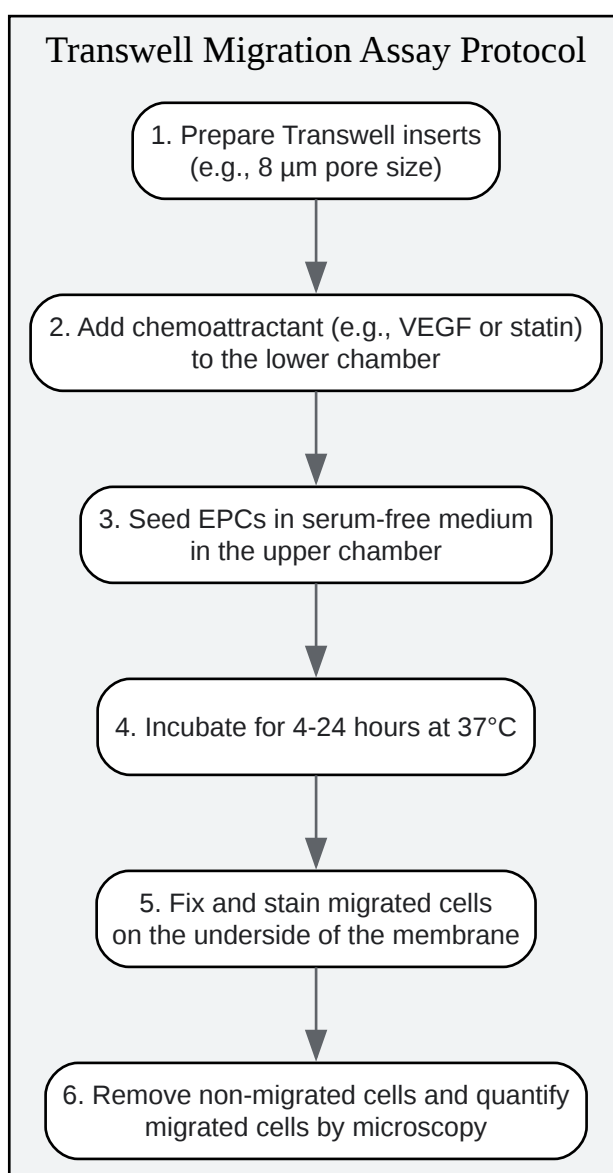 Transwell Migration Assay Protocol
1. Prepare Transwell inserts
(e.g., 8 µm pore size)
2. Add chemoattractant (e.g., VEGF or statin)
to the lower chamber
3. Seed EPCs in serum-free medium
in the upper chamber
4. Incubate for 4-24 hours at 37°C
5. Fix and stain migrated cells
on the underside of the membrane
6. Remove non-migrated cells and quantify
migrated cells by microscopy